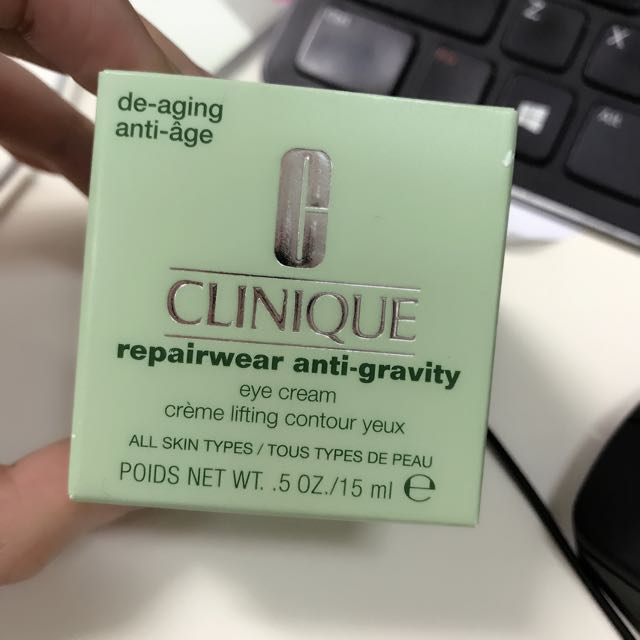 de-aging
anti-âge
C
CLINIQUE
repairwear anti-gravity
eye cream
crème lifting contour yeux
ALL SKIN TYPES / TOUS TYPES DE PEAU
POIDS NET WT. .5 OZ./15 ml e
Z
X
Alt